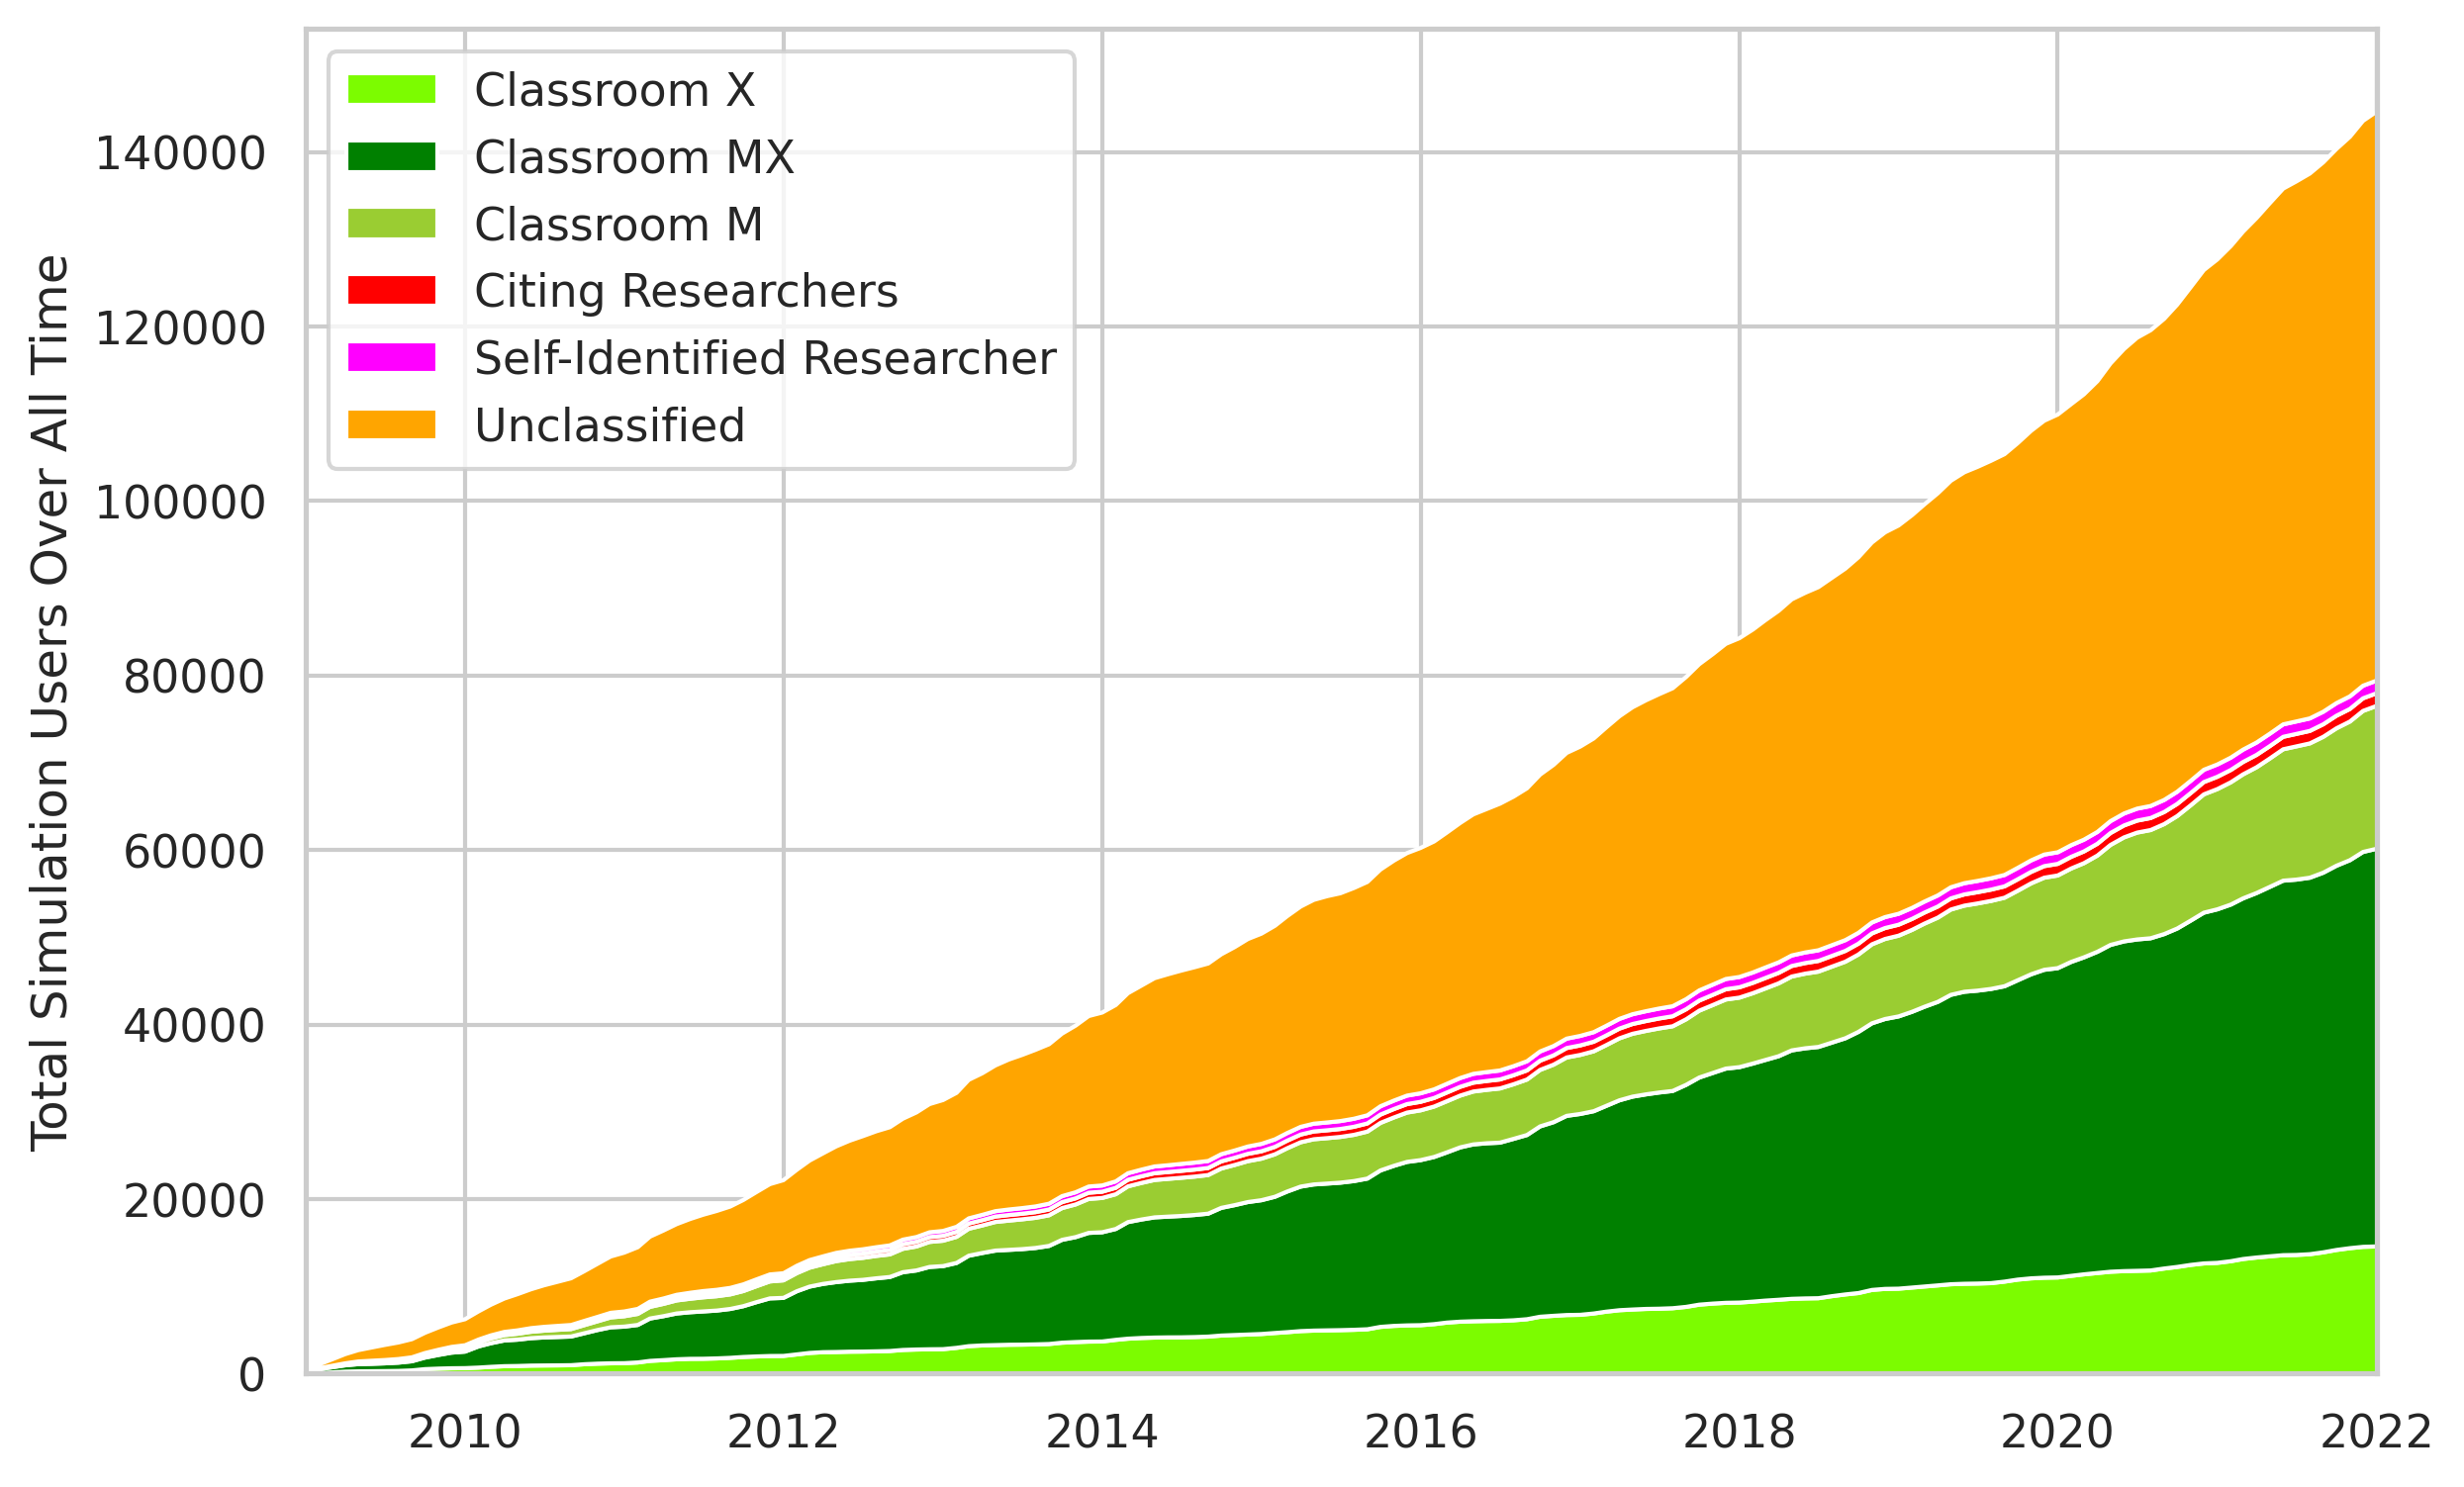 Classroom X
Classroom MX
Classroom M
Citing Researchers
Self-Identified Researcher
Unclassified
Total Simulation Users Over All Time
140000
120000
100000
80000
60000
40000
20000
0
2010 2012 2014 2016 2018 2020 2022